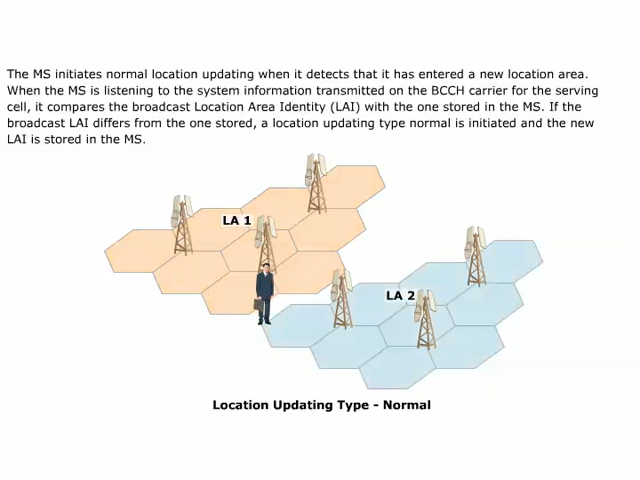 The MS initiates normal location updating when it detects that it has entered a new location area.
When the MS is listening to the system information transmitted on the BCCH carrier for the serving
cell, it compares the broadcast Location Area Identity (LAI) with the one stored in the MS. If the
broadcast LAI differs from the one stored, a location updating type normal is initiated and the new
LAI is stored in the MS.
LA 1
LA 2
Location Updating Type - Normal